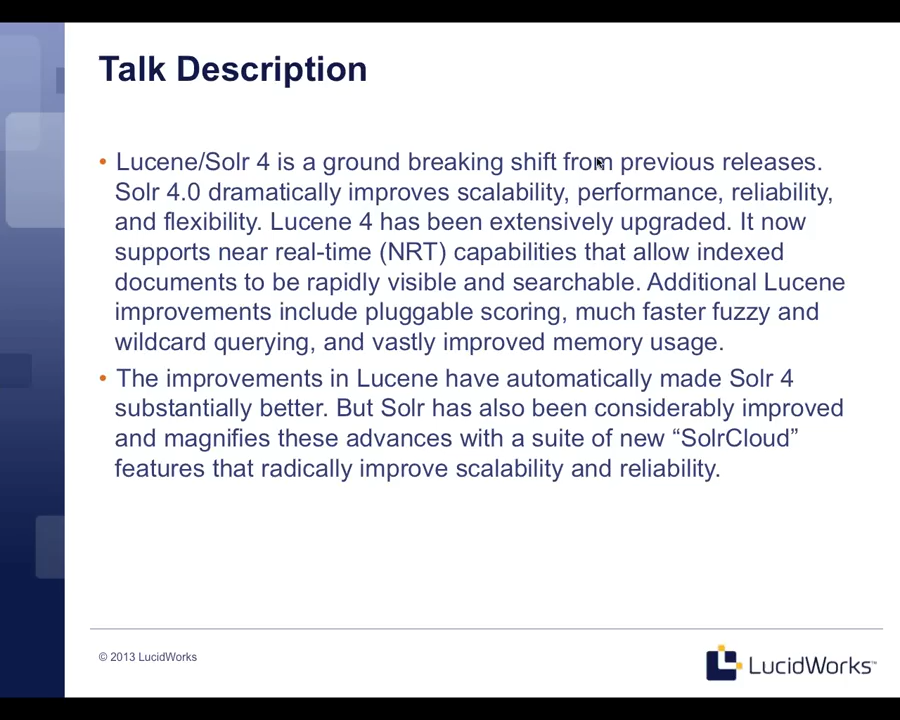 Talk Description
• Lucene/Solr 4 is a ground breaking shift from previous releases.
Solr 4.0 dramatically improves scalability, performance, reliability,
and flexibility. Lucene 4 has been extensively upgraded. It now
supports near real-time (NRT) capabilities that allow indexed
documents to be rapidly visible and searchable. Additional Lucene
improvements include pluggable scoring, much faster fuzzy and
wildcard querying, and vastly improved memory usage.
• The improvements in Lucene have automatically made Solr 4
substantially better. But Solr has also been considerably improved
and magnifies these advances with a suite of new “SolrCloud”
features that radically improve scalability and reliability.
© 2013 LucidWorks
LucidWorks™